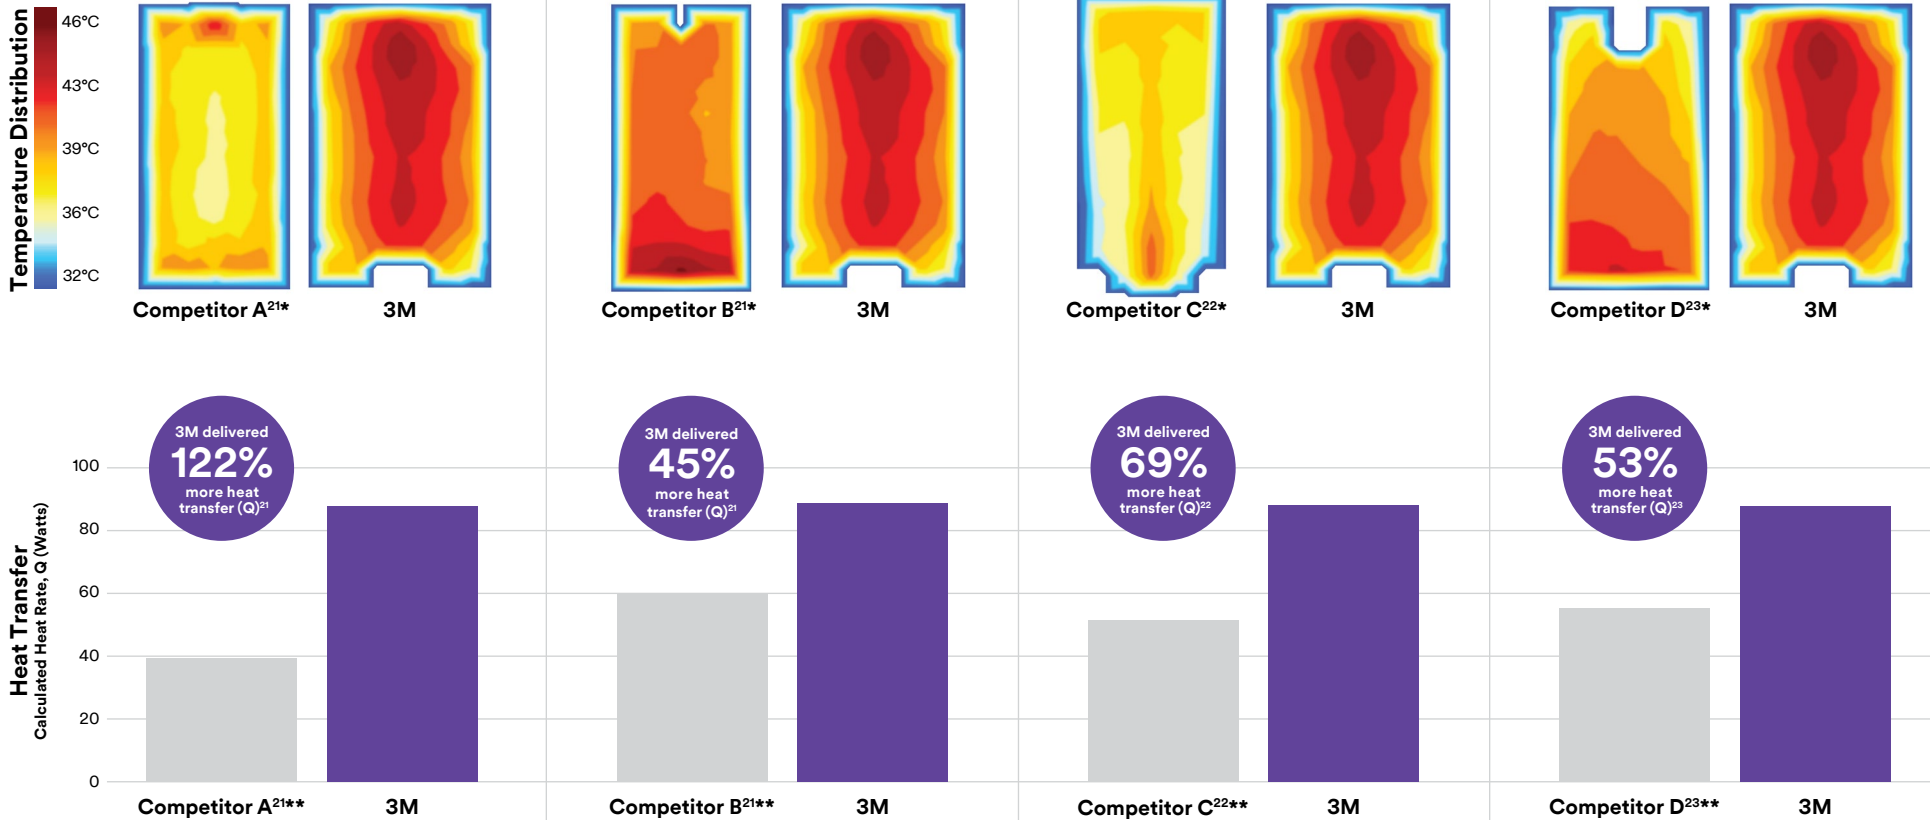 Temperature Distribution
46°C
43°C
39°C
36°C
32°C
Competitor A21*
3M
Competitor B21*
3M
Competitor C22*
3M
Competitor D23*
3M
3M delivered
122%
more heat
transfer (Q)21
3M delivered
45%
more heat
transfer (Q)21
3M delivered
69%
more heat
transfer (Q)22
3M delivered
53%
more heat
transfer (Q)23
Heat Transfer
Calculated Heat Rate, Q (Watts)
100
80
60
40
20
0
Competitor A21**
3M
Competitor B21**
3M
Competitor C22**
3M
Competitor D23**
3M